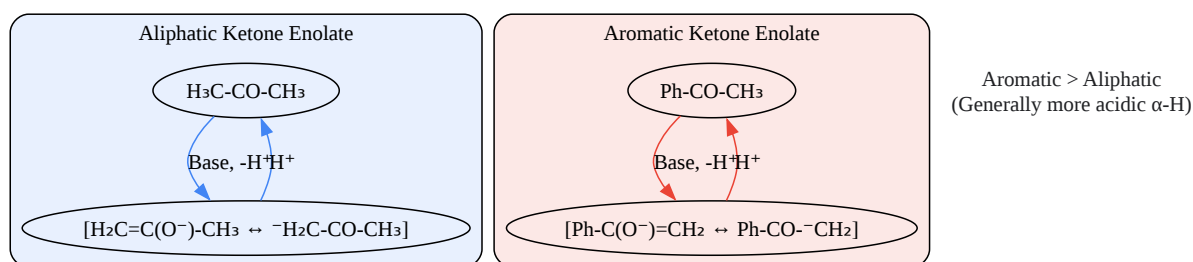 Aliphatic Ketone Enolate
H₃C-CO-CH₃
Base, -H⁺
H⁺
[H₂C=C(O⁻)-CH₃ ↔ ⁻H₂C-CO-CH₃]
Aromatic Ketone Enolate
Ph-CO-CH₃
Base, -H⁺
H⁺
[Ph-C(O⁻)=CH₂ ↔ Ph-CO-⁻CH₂]
Aromatic > Aliphatic
(Generally more acidic α-H)